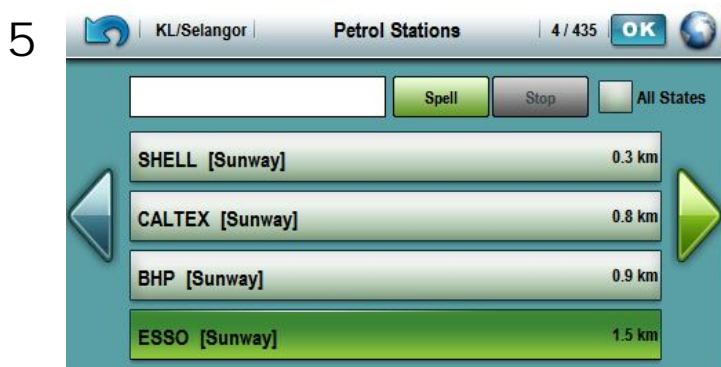 5
KL/Selangor Petrol Stations 4 / 435 OK
Spell Stop All States
SHELL [Sunway] 0.3 km
CALTEX [Sunway] 0.8 km
BHP [Sunway] 0.9 km
ESSO [Sunway] 1.5 km